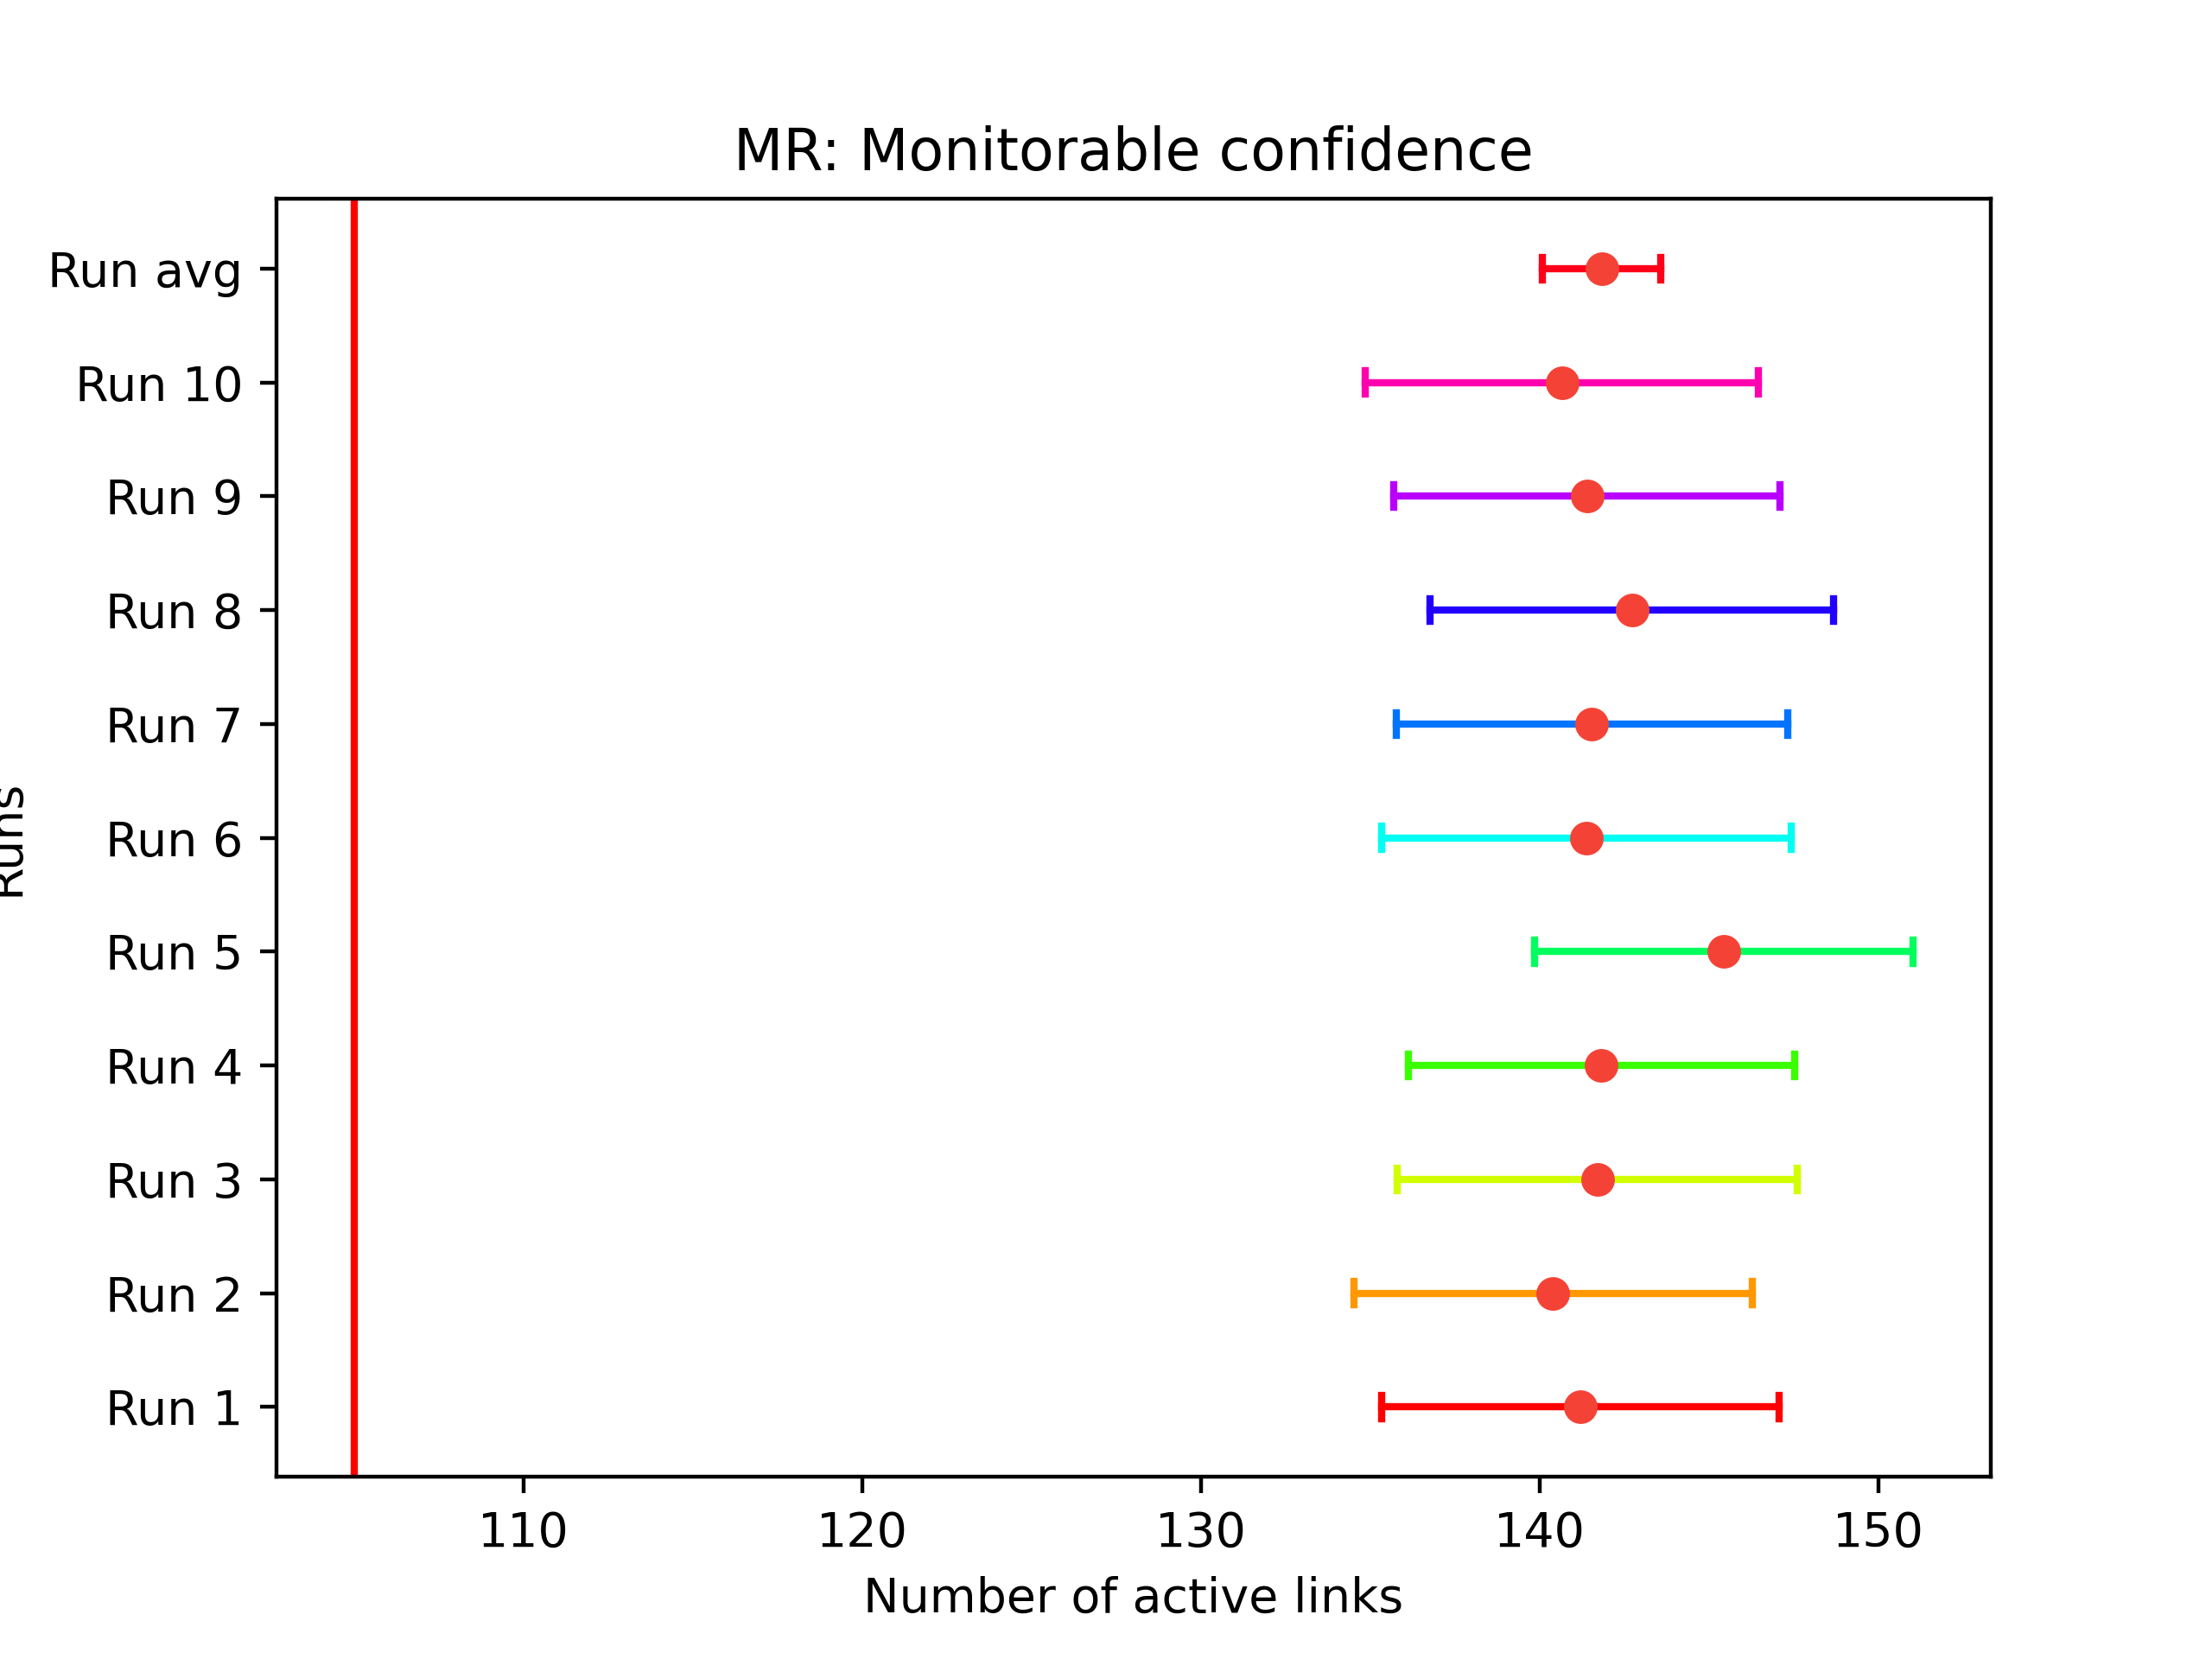 MR: Monitorable confidence
Run avg
Run 10
Run 9
Run 8
Run 7
Run 6
Run 5
Run 4
Run 3
Run 2
Run 1
Runs
110 120 130 140 150
Number of active links